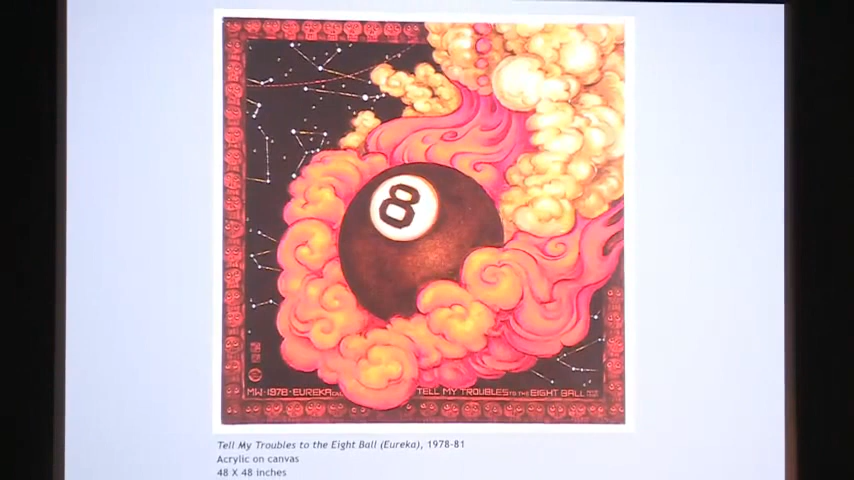 8
MW·1978·EUREKA
TELL MY TROUBLES TO THE EIGHT BALL
Tell My Troubles to the Eight Ball (Eureka), 1978-81
Acrylic on canvas
48 X 48 inches